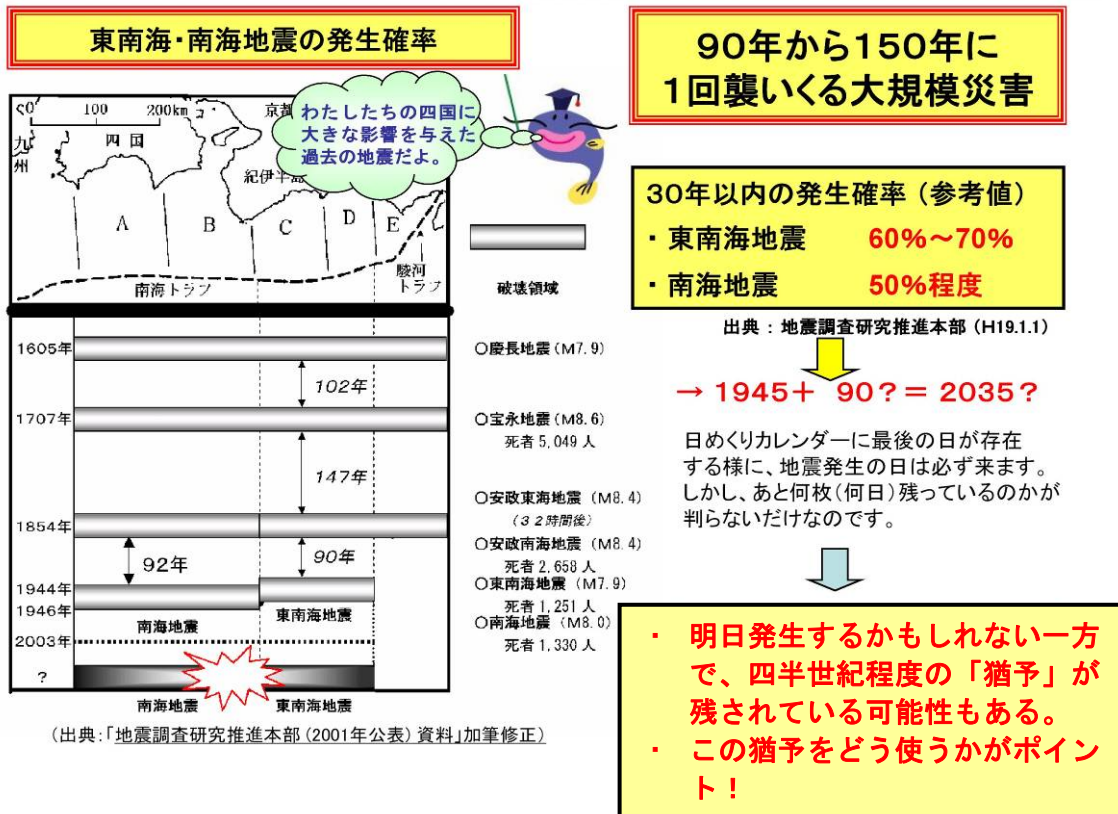 東南海・南海地震の発生確率
0 100 200km
京都
九州
四国
紀伊半島
A B C D E
南海トラフ
駿河
トラフ
わたしたちの四国に
大きな影響を与えた
過去の地震だよ。
破壊領域
1605年
○慶長地震(M7.9)
102年
1707年
○宝永地震(M8.6)
死者5,049人
147年
○安政東海地震(M8.4)
(32時間後)
1854年
○安政南海地震(M8.4)
死者2,658人
92年
90年
1944年
○東南海地震(M7.9)
死者1,251人
1946年
○南海地震(M8.0)
死者1,330人
南海地震
東南海地震
2003年
?
南海地震
東南海地震
(出典:「地震調査研究推進本部(2001年公表)資料」加筆修正)
90年から150年に
1回襲いくる大規模災害
30年以内の発生確率(参考値)
・東南海地震 60%~70%
・南海地震 50%程度
出典:地震調査研究推進本部(H19.1.1)
→ 1945+ 90?= 2035?
日めくりカレンダーに最後の日が存在
する様に、地震発生の日は必ず来ます。
しかし、あと何枚(何日)残っているのかが
判らないだけなのです。
・ 明日発生するかもしれない一方
で、四半世紀程度の「猶予」が
残されている可能性もある。
・ この猶予をどう使うかがポイン
ト!